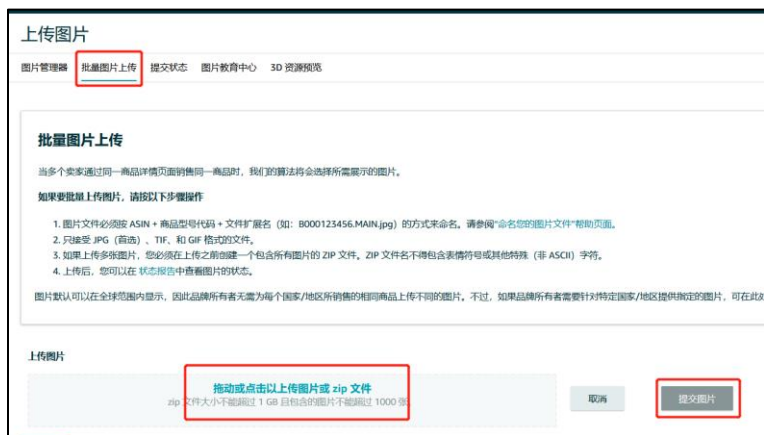 上传图片
图片管理器 批量图片上传 提交状态 图片教育中心 3D 资源预览
批量图片上传
当多个卖家通过同一商品详情页面销售同一商品时，我们的算法将会选择所需展示的图片。
如果要批量上传图片，请按以下步骤操作
1. 图片文件必须按 ASIN + 商品型号代码 + 文件扩展名（如：B000123456.MAIN.jpg）的方式来命名。请参阅"命名您的图片文件"帮助页面。
2. 只接受 JPG（首选）、TIF、和 GIF 格式的文件。
3. 如果上传多张图片，您必须在上传之前创建一个包含所有图片的 ZIP 文件。ZIP 文件名不得包含表情符号或其他特殊（非 ASCII）字符。
4. 上传后，您可以在 状态报告中查看图片的状态。
图片默认可以在全球范围内显示，因此品牌所有者无需为每个国家/地区所销售的相同商品上传不同的图片。不过，如果品牌所有者需要针对特定国家/地区提供指定的图片，可在此处
上传图片
拖动或点击以上传图片或 zip 文件
zip 文件大小不能超过 1 GB 且包含的图片不能超过 1000 张
取消
提交图片